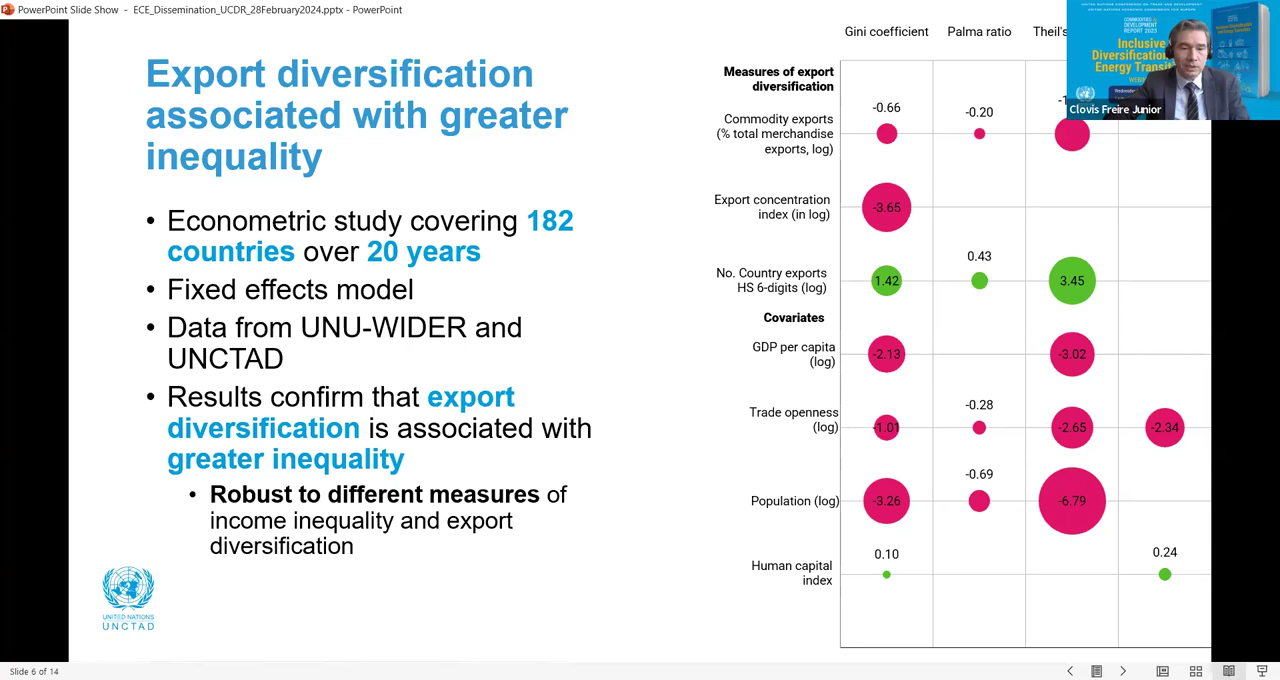 PowerPoint Slide Show - ECE_Dissemination_UCDR_28February2024.pptx - PowerPoint
Export diversification
associated with greater
inequality
• Econometric study covering 182
countries over 20 years
• Fixed effects model
• Data from UNU-WIDER and
UNCTAD
• Results confirm that export
diversification is associated with
greater inequality
• Robust to different measures of
income inequality and export
diversification
UNITED NATIONS
UNCTAD
Gini coefficient Palma ratio Theil's
Measures of export
diversification
Commodity exports
(% total merchandise
exports, log)
-0.66
-0.20
Export concentration
index (in log)
-3.65
No. Country exports
HS 6-digits (log)
1.42
0.43
3.45
Covariates
GDP per capita
(log)
-2.13
-3.02
Trade openness
(log)
-1.01
-0.28
-2.65
-2.34
Population (log)
-3.26
-0.69
-6.79
Human capital
index
0.10
0.24
COMMODITIES &
DEVELOPMENT
REPORT 2023
Inclusive
Diversification
Energy
Clovis Freire Junior
Slide 6 of 14